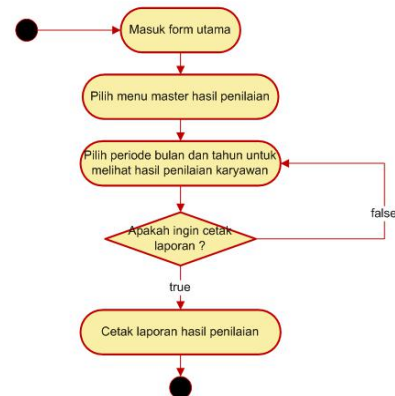 Masuk form utama
Pilih menu master hasil penilaian
Pilih periode bulan dan tahun untuk
melihat hasil penilaian karyawan
Apakah ingin cetak
laporan ?
false
true
Cetak laporan hasil penilaian